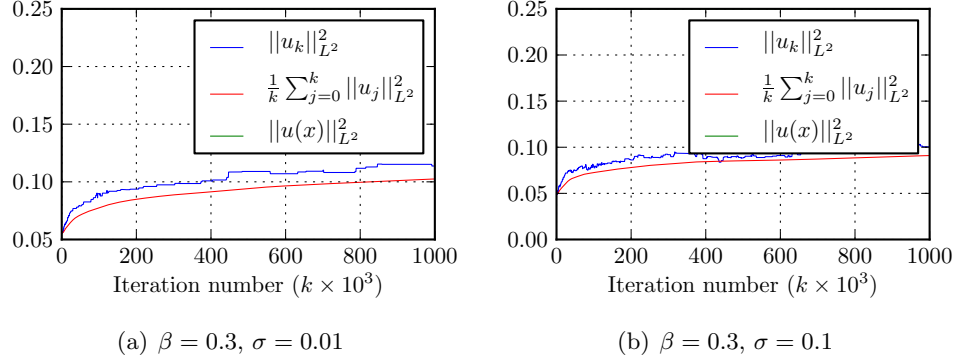 0.25
0.20
0.15
0.10
0.05
0 200 400 600 800 1000
Iteration number (k × 10³)
||u_k||²_{L²}
1/k ∑_{j=0}^{k} ||u_j||²_{L²}
||u(x)||²_{L²}
(a) β = 0.3, σ = 0.01
0.25
0.20
0.15
0.10
0.05
0.00
0 200 400 600 800 1000
Iteration number (k × 10³)
||u_k||²_{L²}
1/k ∑_{j=0}^{k} ||u_j||²_{L²}
||u(x)||²_{L²}
(b) β = 0.3, σ = 0.1